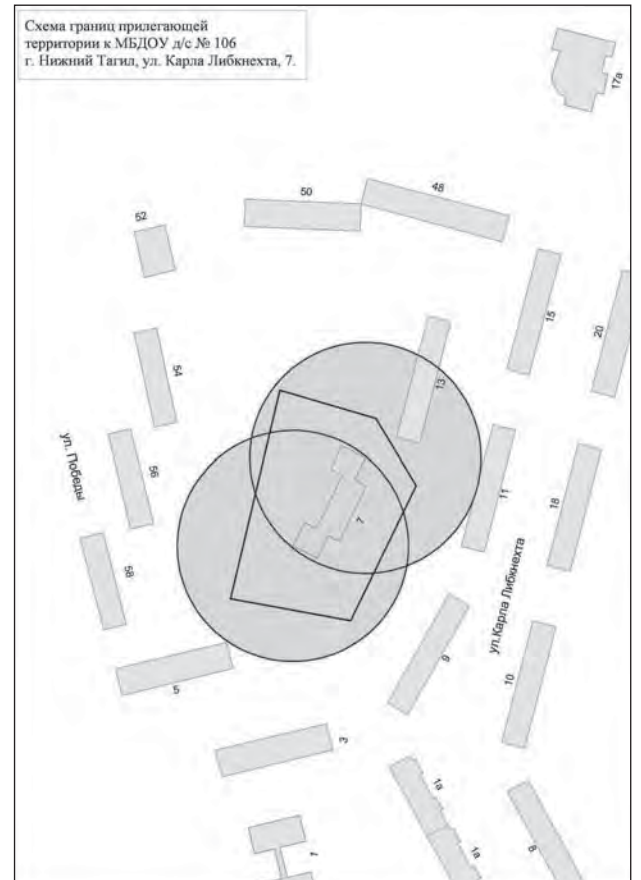 Схема границ прилегающей
территории к МБДОУ д/с № 106
г. Нижний Тагил, ул. Карла Либкнехта, 7.
17а
50
48
52
15
20
54
13
ул. Победы
56
11
18
7
58
ул.Карла Либкнехта
9
10
5
3
1а
1
1а
8